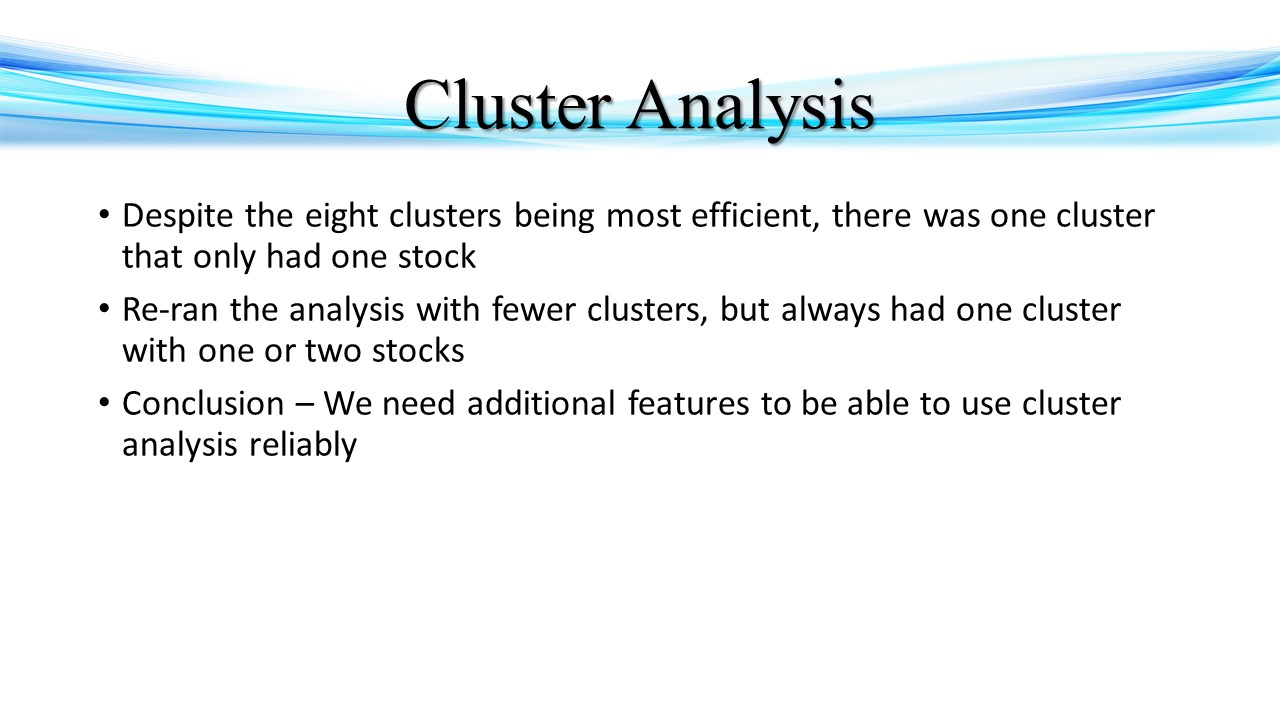 Cluster Analysis
• Despite the eight clusters being most efficient, there was one cluster
that only had one stock
• Re-ran the analysis with fewer clusters, but always had one cluster
with one or two stocks
• Conclusion – We need additional features to be able to use cluster
analysis reliably